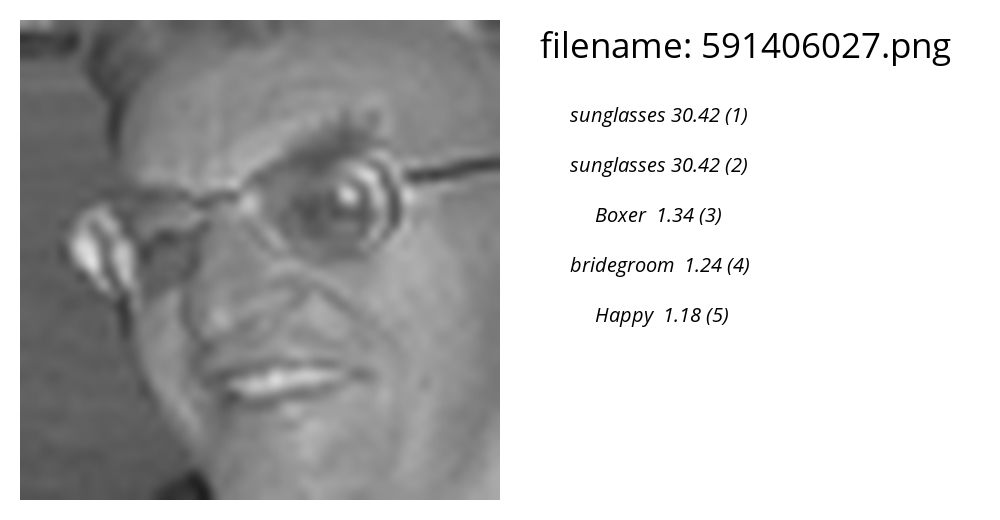 filename: 591406027.png
sunglasses 30.42 (1)
sunglasses 30.42 (2)
Boxer 1.34 (3)
bridegroom 1.24 (4)
Happy 1.18 (5)